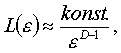 L(ε) ≈ konst. / ε^{D-1} ,